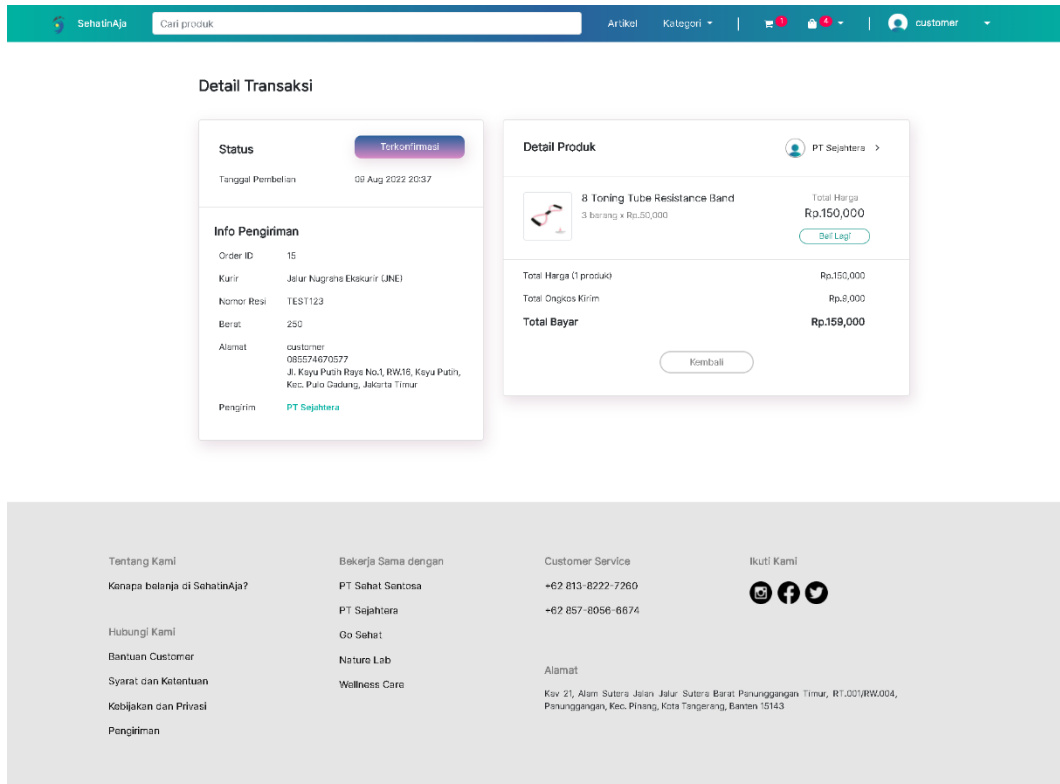 SehatinAja
Cari produk
Artikel
Kategori
1
4
customer
Detail Transaksi
Status
Terkonfirmasi
Tanggal Pembelian
09 Aug 2022 20:37
Info Pengiriman
Order ID
15
Kurir
Jalur Nugraha Ekakurir (JNE)
Nomor Resi
TEST123
Berat
250
Alamat
customer
085574670577
Jl. Kayu Putih Raya No.1, RW.16, Kayu Putih,
Kec. Pulo Gadung, Jakarta Timur
Pengirim
PT Sejahtera
Detail Produk
PT Sejahtera
8 Toning Tube Resistance Band
3 barang x Rp.50,000
Total Harga
Rp.150,000
Beli Lagi
Total Harga (1 produk)
Rp.150,000
Total Ongkos Kirim
Rp.9,000
Total Bayar
Rp.159,000
Kembali
Tentang Kami
Kenapa belanja di SehatinAja?
Hubungi Kami
Bantuan Customer
Syarat dan Ketentuan
Kebijakan dan Privasi
Pengiriman
Bekerja Sama dengan
PT Sehat Sentosa
PT Sejahtera
Go Sehat
Nature Lab
Wellness Care
Customer Service
+62 813-8222-7260
+62 857-8056-6674
Ikuti Kami
Alamat
Kav 21, Alam Sutera Jalan Jalur Sutera Barat Panunggangan Timur, RT.001/RW.004,
Panunggangan, Kec. Pinang, Kota Tangerang, Banten 15143